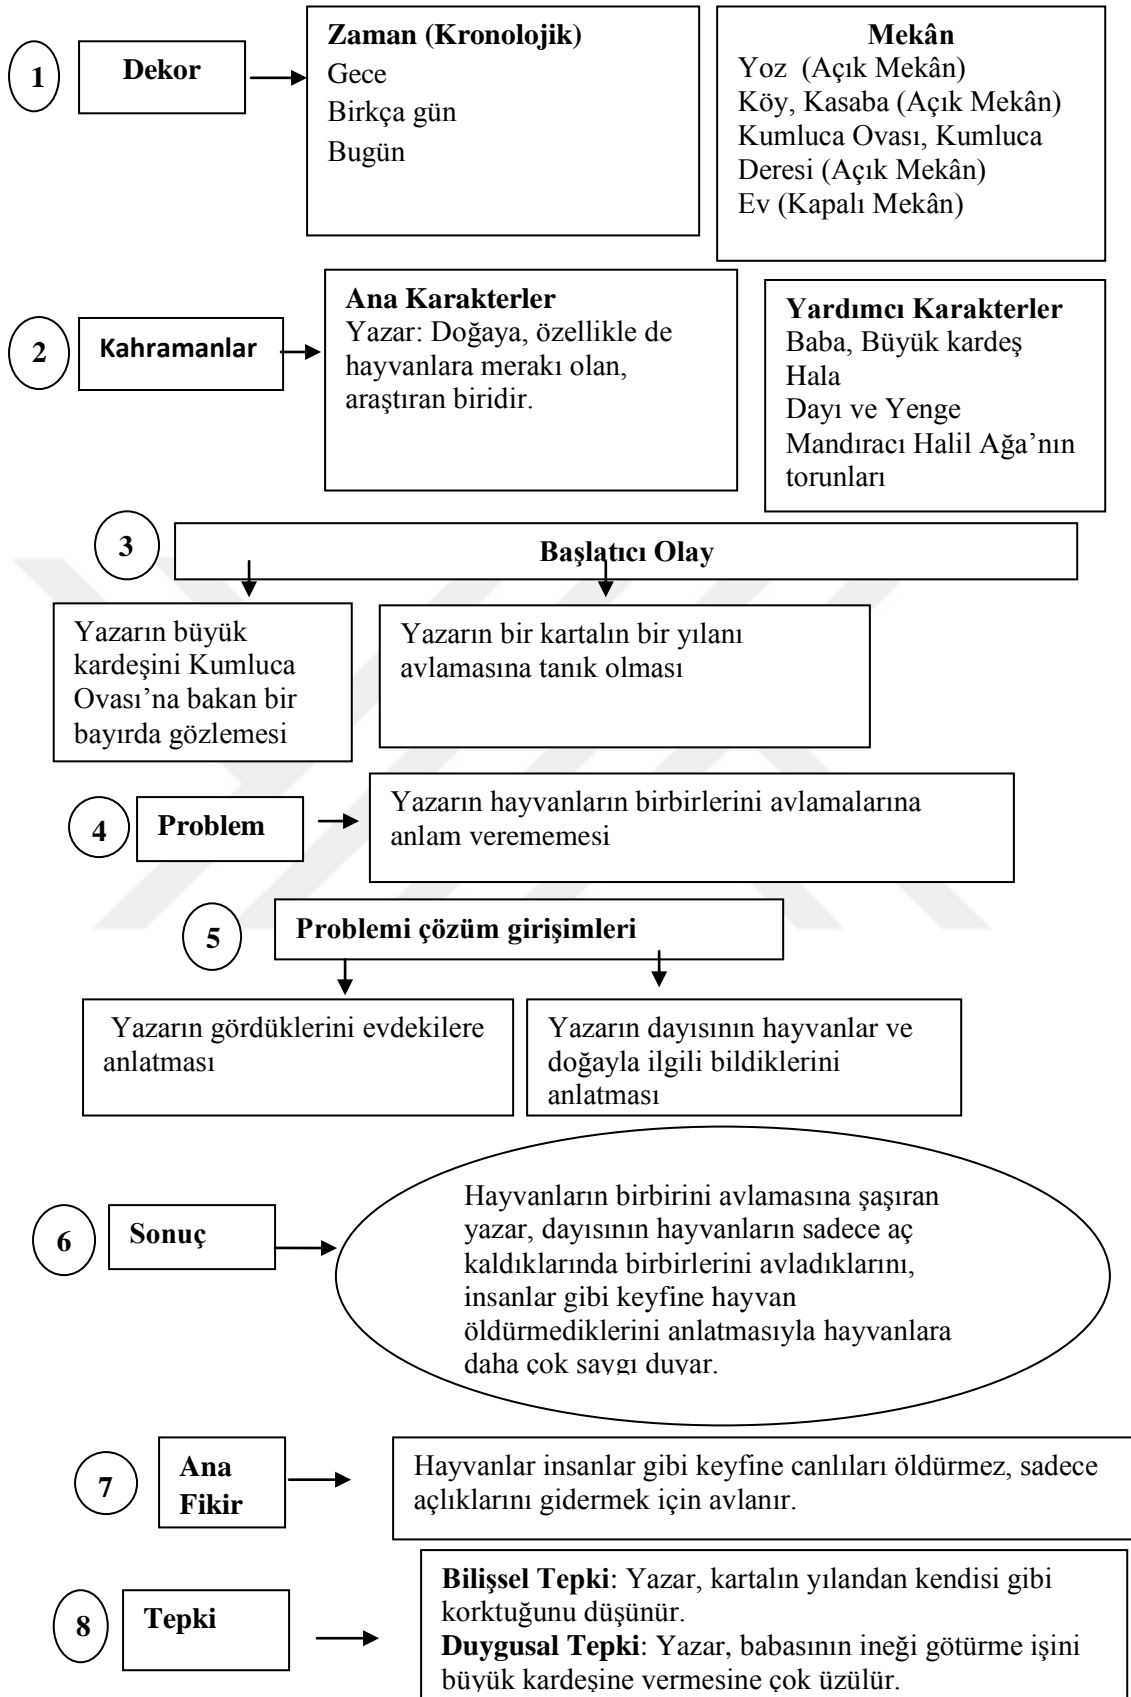 1
Dekor
Zaman (Kronolojik)
Gece
Birkça gün
Bugün
Mekân
Yoz (Açık Mekân)
Köy, Kasaba (Açık Mekân)
Kumluca Ovası, Kumluca
Deresi (Açık Mekân)
Ev (Kapalı Mekân)
2
Kahramanlar
Ana Karakterler
Yazar: Doğaya, özellikle de
hayvanlara merakı olan,
araştıran biridir.
Yardımcı Karakterler
Baba, Büyük kardeş
Hala
Dayı ve Yenge
Mandıracı Halil Ağa’nın
torunları
3
Başlatıcı Olay
Yazarın büyük
kardeşini Kumluca
Ovası’na bakan bir
bayırda gözlemesi
Yazarın bir kartalın bir yılanı
avlamasına tanık olması
4
Problem
Yazarın hayvanların birbirlerini avlamalarına
anlam verememesi
5
Problemi çözüm girişimleri
Yazarın gördüklerini evdekilere
anlatması
Yazarın dayısının hayvanlar ve
doğayla ilgili bildiklerini
anlatması
6
Sonuç
Hayvanların birbirini avlamasına şaşıran
yazar, dayısının hayvanların sadece aç
kaldıklarında birbirlerini avladıklarını,
insanlar gibi keyfine hayvan
öldürmediklerini anlatmasıyla hayvanlara
daha çok saygı duyar.
7
Ana
Fikir
Hayvanlar insanlar gibi keyfine canlıları öldürmez, sadece
açlıklarını gidermek için avlanır.
8
Tepki
Bilişsel Tepki: Yazar, kartalın yılandan kendisi gibi
korktuğunu düşünür.
Duygusal Tepki: Yazar, babasının ineği götürme işini
büyük kardeşine vermesine çok üzülür.